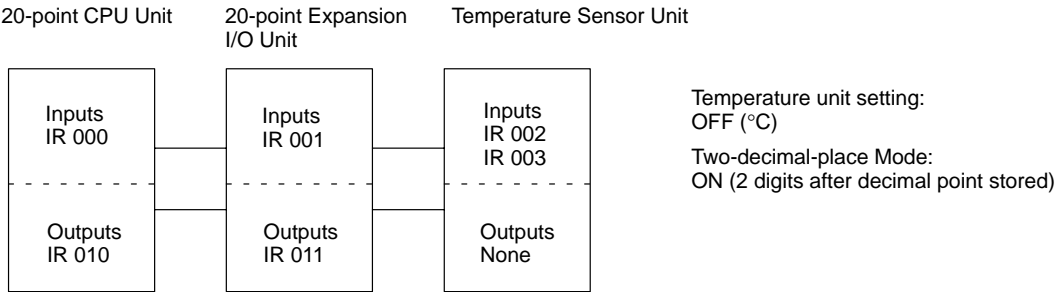 20-point CPU Unit
20-point Expansion
I/O Unit
Temperature Sensor Unit
Inputs
IR 000
Inputs
IR 001
Inputs
IR 002
IR 003
Outputs
IR 010
Outputs
IR 011
Outputs
None
Temperature unit setting:
OFF (°C)
Two-decimal-place Mode:
ON (2 digits after decimal point stored)